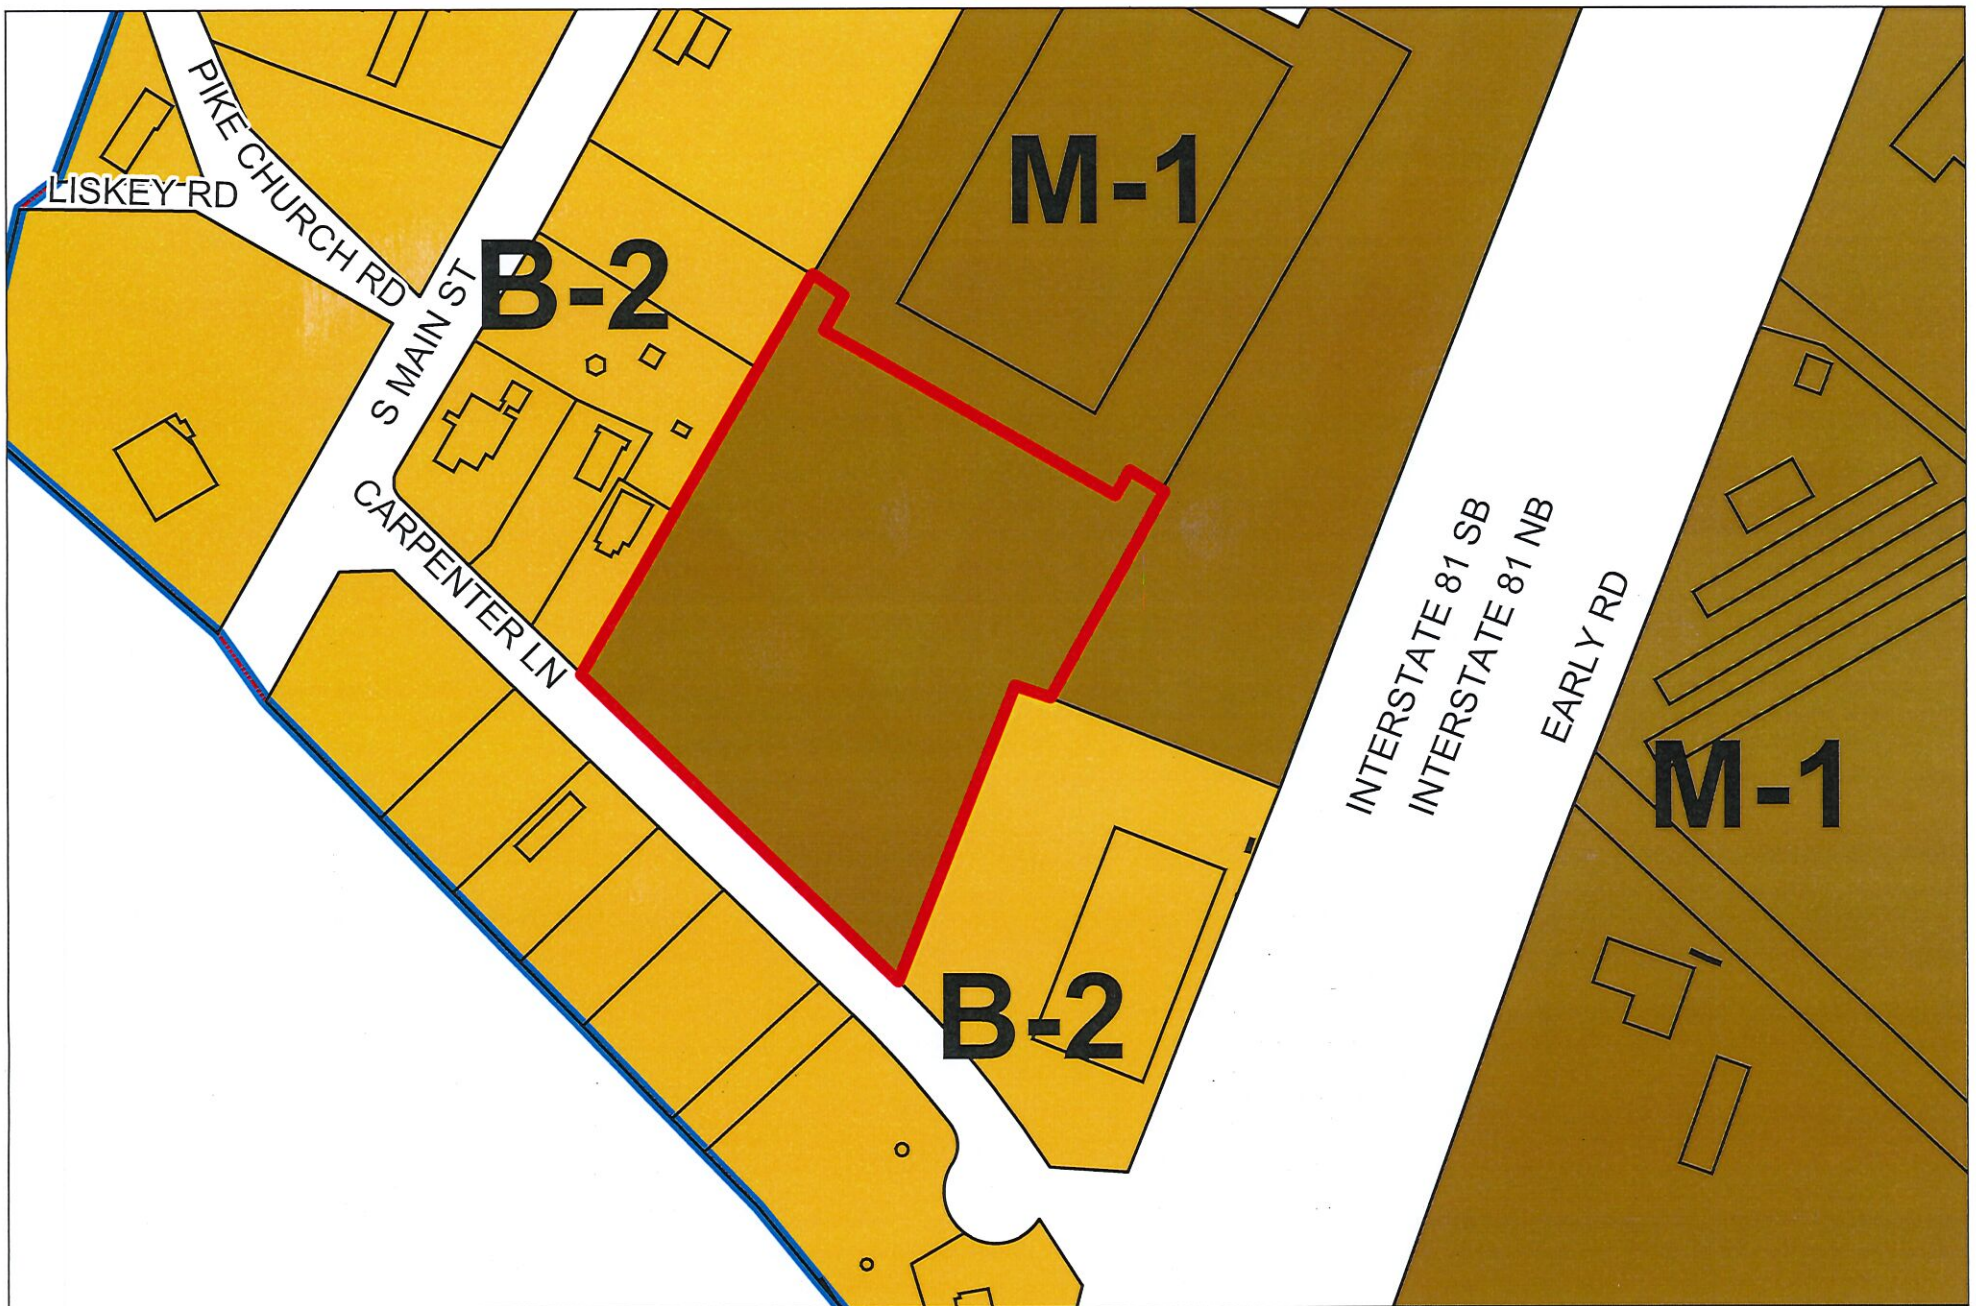 PIKE CHURCH RD
M-1
LISKEY RD
B-2
S MAIN ST
CARPENTER LN
INTERSTATE 81 SB
INTERSTATE 81 NB
EARLY RD
M-1
B-2